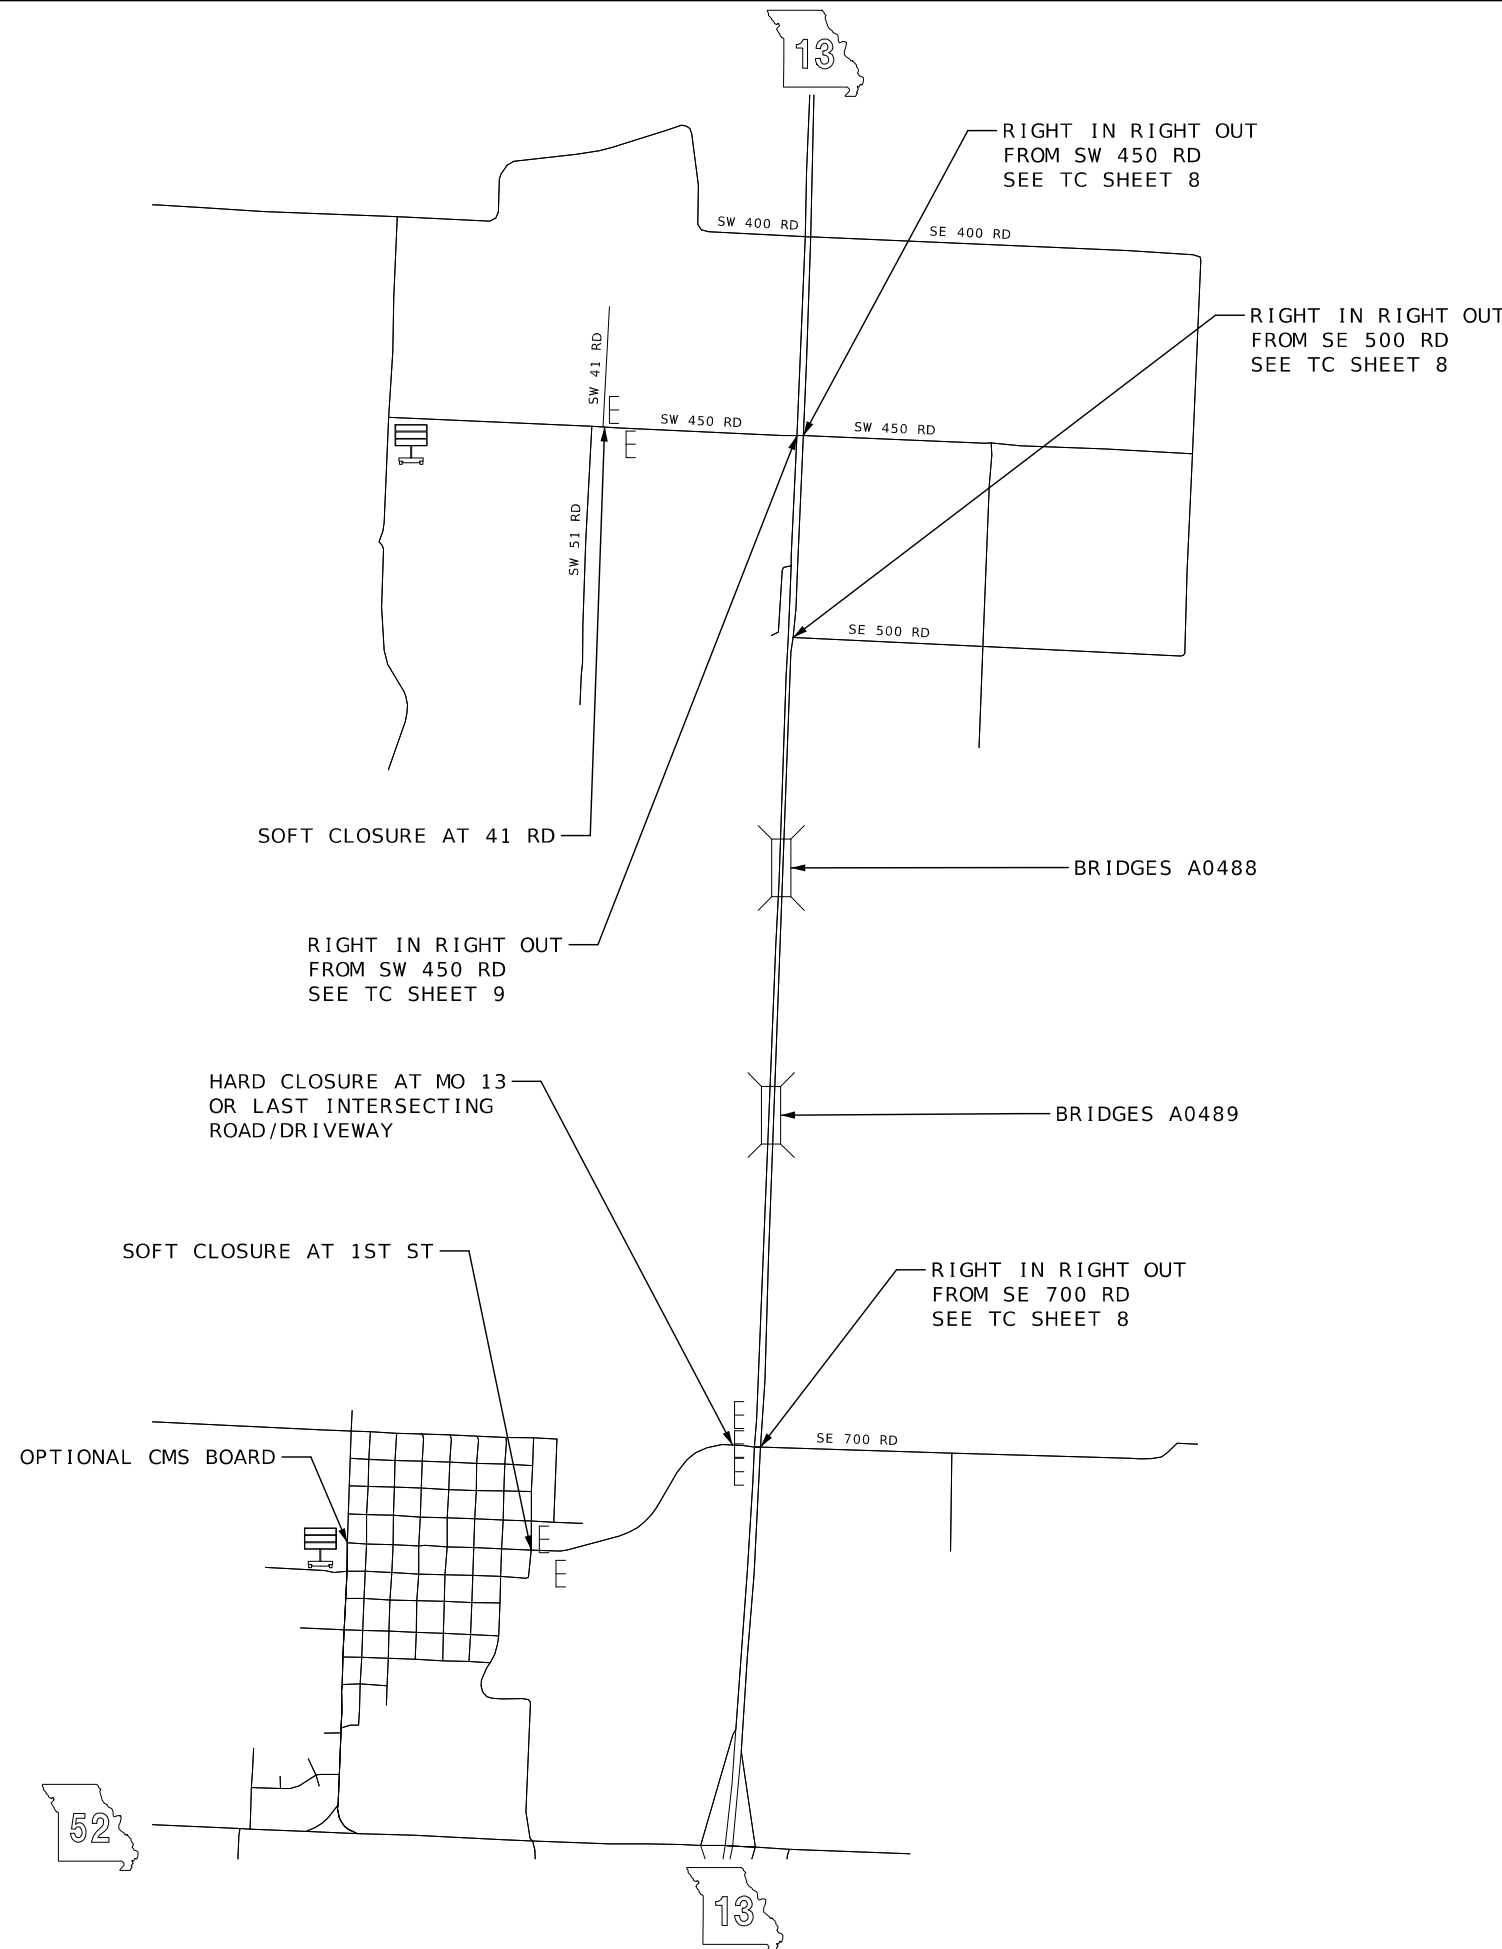 13
RIGHT IN RIGHT OUT
FROM SW 450 RD
SEE TC SHEET 8
SW 400 RD
SE 400 RD
RIGHT IN RIGHT OUT
FROM SE 500 RD
SEE TC SHEET 8
SW 41 RD
E
SW 450 RD
SW 450 RD
E
SW 51 RD
SE 500 RD
SOFT CLOSURE AT 41 RD
BRIDGES A0488
RIGHT IN RIGHT OUT
FROM SW 450 RD
SEE TC SHEET 9
HARD CLOSURE AT MO 13
OR LAST INTERSECTING
ROAD/DRIVEWAY
BRIDGES A0489
SOFT CLOSURE AT 1ST ST
RIGHT IN RIGHT OUT
FROM SE 700 RD
SEE TC SHEET 8
E
E
E
SE 700 RD
OPTIONAL CMS BOARD
E
E
52
13